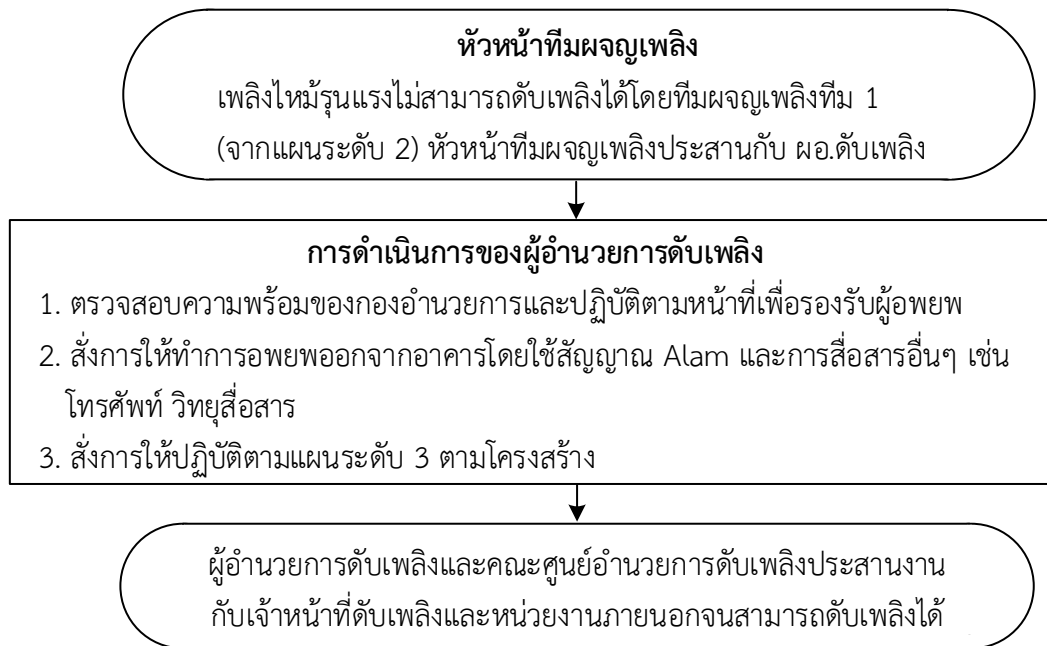 หัวหน้าทีมผจญเพลิง
เพลิงไหม้รุนแรงไม่สามารถดับเพลิงได้โดยทีมผจญเพลิงทีม 1
(จากแผนระดับ 2) หัวหน้าทีมผจญเพลิงประสานกับ ผอ.ดับเพลิง
การดำเนินการของผู้อำนวยการดับเพลิง
1. ตรวจสอบความพร้อมของกองอำนวยการและปฏิบัติตามหน้าที่เพื่อรองรับผู้อพยพ
2. สั่งการให้ทำการอพยพออกจากอาคารโดยใช้สัญญาณ Alam และการสื่อสารอื่นๆ เช่น
โทรศัพท์ วิทยุสื่อสาร
3. สั่งการให้ปฏิบัติตามแผนระดับ 3 ตามโครงสร้าง
ผู้อำนวยการดับเพลิงและคณะศูนย์อำนวยการดับเพลิงประสานงาน
กับเจ้าหน้าที่ดับเพลิงและหน่วยงานภายนอกจนสามารถดับเพลิงได้